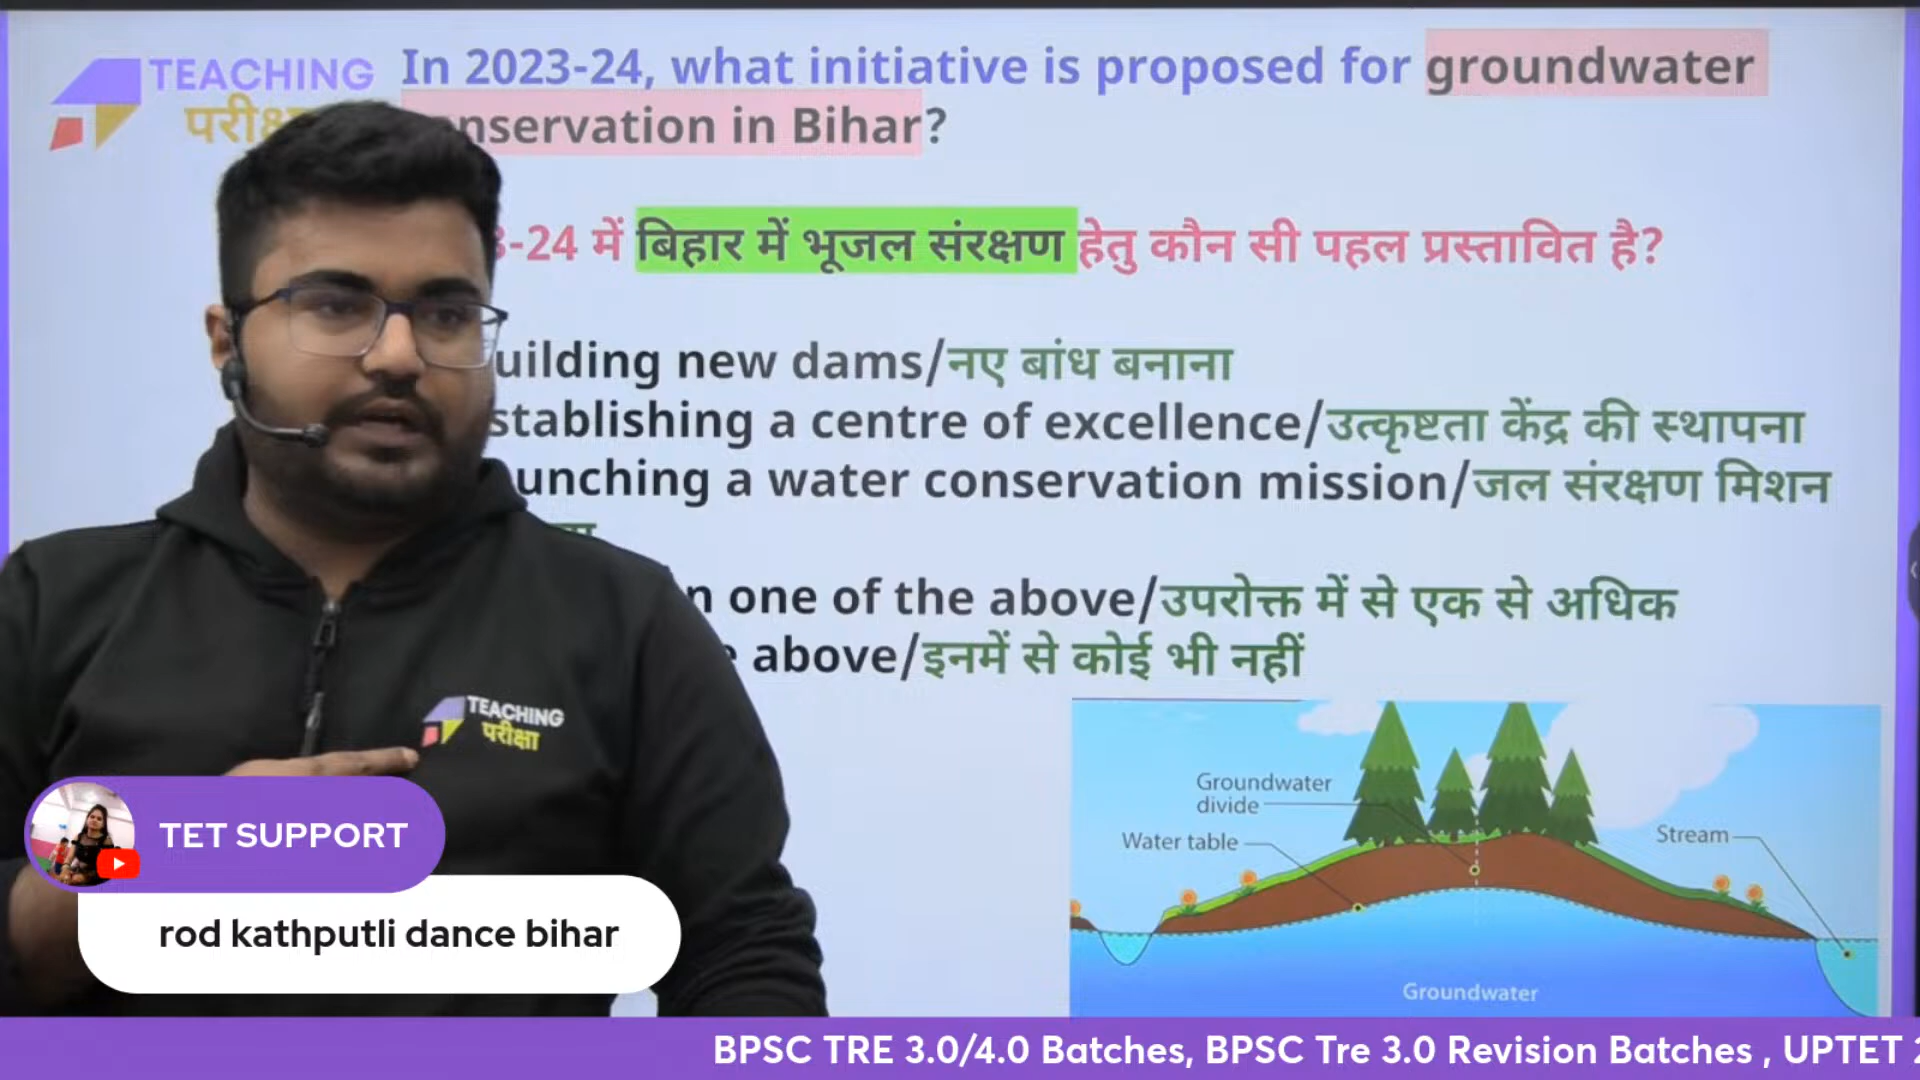 TEACHING
परीक्षा
In 2023-24, what initiative is proposed for groundwater
conservation in Bihar?
3-24 में बिहार में भूजल संरक्षण हेतु कौन सी पहल प्रस्तावित है?
uilding new dams/नए बांध बनाना
stablishing a centre of excellence/उत्कृष्टता केंद्र की स्थापना
unching a water conservation mission/जल संरक्षण मिशन
n one of the above/उपरोक्त में से एक से अधिक
above/इनमें से कोई भी नहीं
TEACHING
परीक्षा
Groundwater
divide
Water table
Stream
Groundwater
TET SUPPORT
rod kathputli dance bihar
BPSC TRE 3.0/4.0 Batches, BPSC Tre 3.0 Revision Batches , UPTET 2